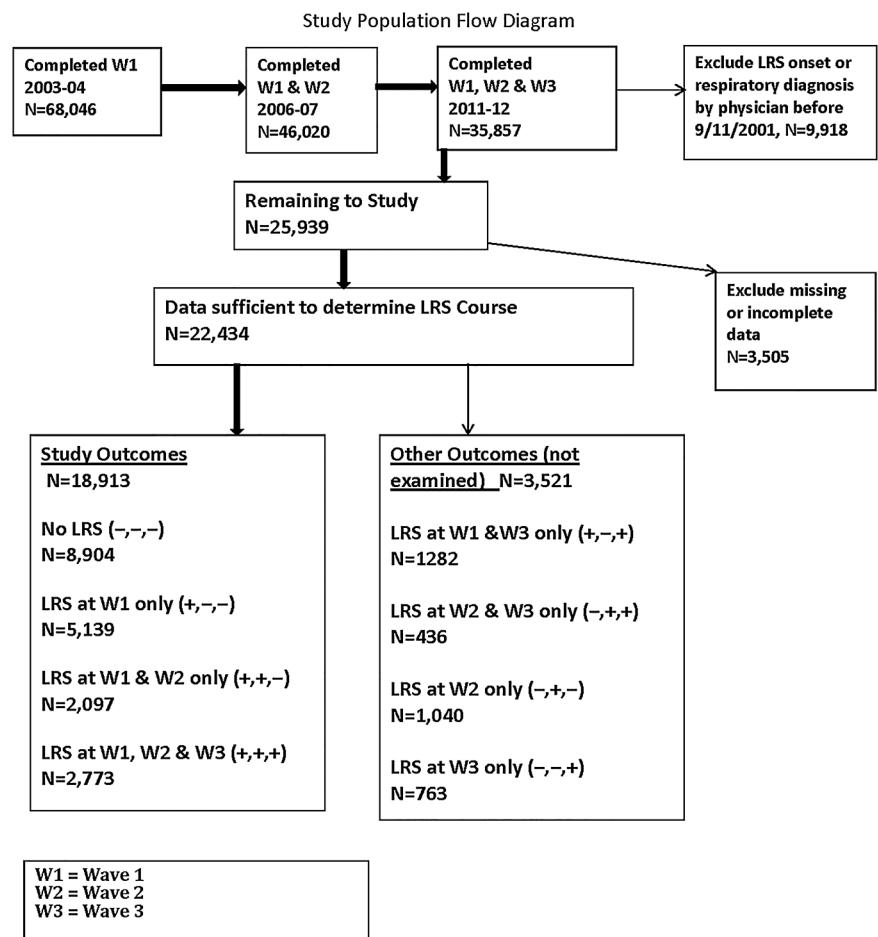 Study Population Flow Diagram
Completed W1
2003-04
N=68,046
Completed
W1 & W2
2006-07
N=46,020
Completed
W1, W2 & W3
2011-12
N=35,857
Exclude LRS onset or
respiratory diagnosis
by physician before
9/11/2001, N=9,918
Remaining to Study
N=25,939
Exclude missing
or incomplete
data
N=3,505
Data sufficient to determine LRS Course
N=22,434
Study Outcomes
N=18,913
No LRS (–,–,–)
N=8,904
LRS at W1 only (+,–,–)
N=5,139
LRS at W1 & W2 only (+,+,–)
N=2,097
LRS at W1, W2 & W3 (+,+,+)
N=2,773
Other Outcomes (not
examined) N=3,521
LRS at W1 &W3 only (+,–,+)
N=1282
LRS at W2 & W3 only (–,+,+)
N=436
LRS at W2 only (–,+,–)
N=1,040
LRS at W3 only (–,–,+)
N=763
W1 = Wave 1
W2 = Wave 2
W3 = Wave 3